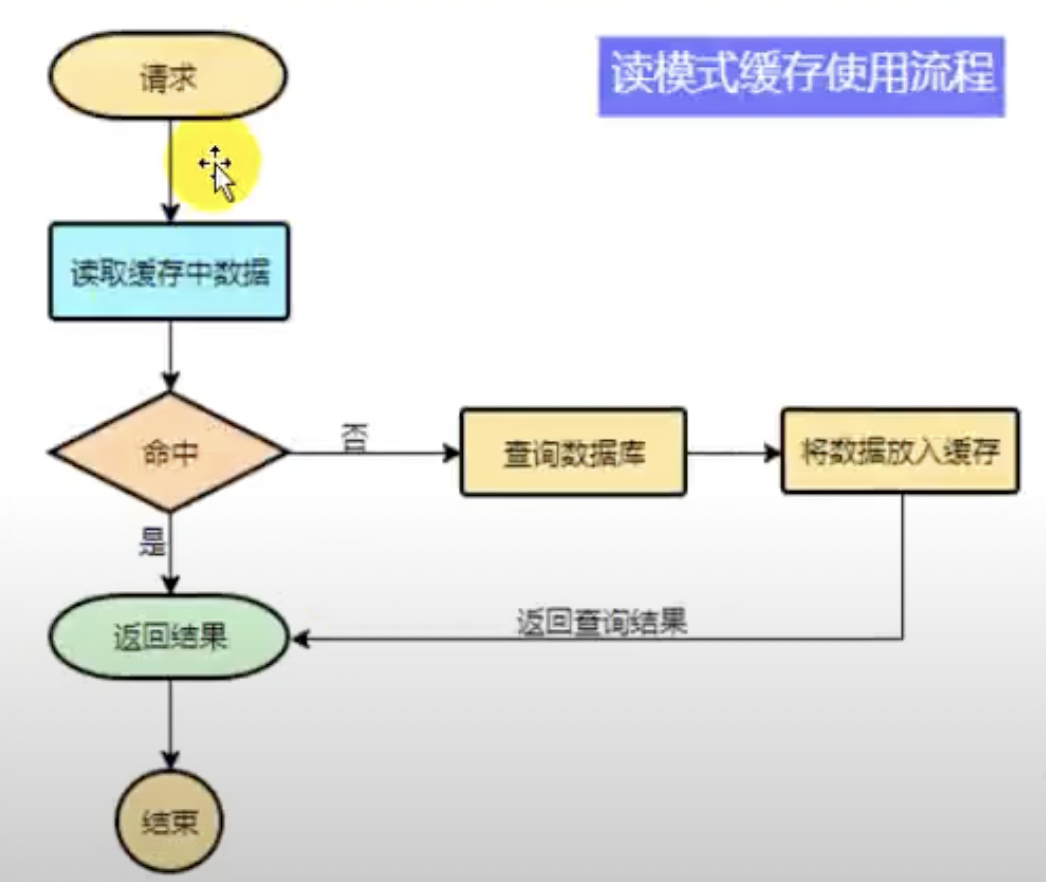 请求
读模式缓存使用流程
读取缓存中数据
命中
否
查询数据库
将数据放入缓存
是
返回结果
返回查询结果
结束